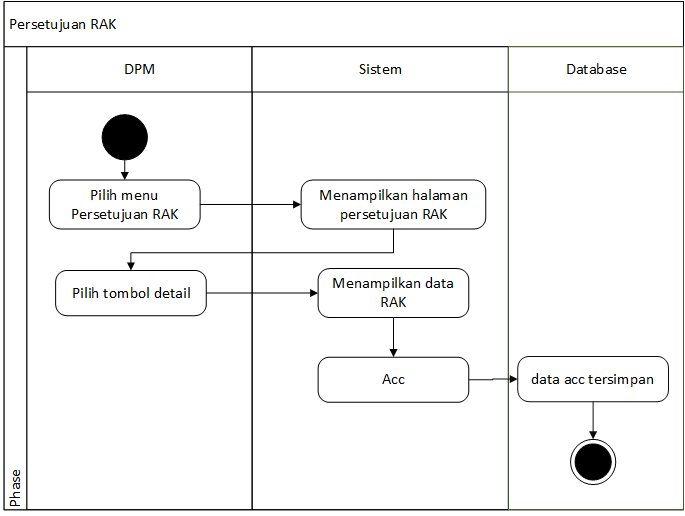 Persetujuan RAK
DPM
Sistem
Database
Pilih menu
Persetujuan RAK
Menampilkan halaman
persetujuan RAK
Pilih tombol detail
Menampilkan data
RAK
Acc
data acc tersimpan
Phase